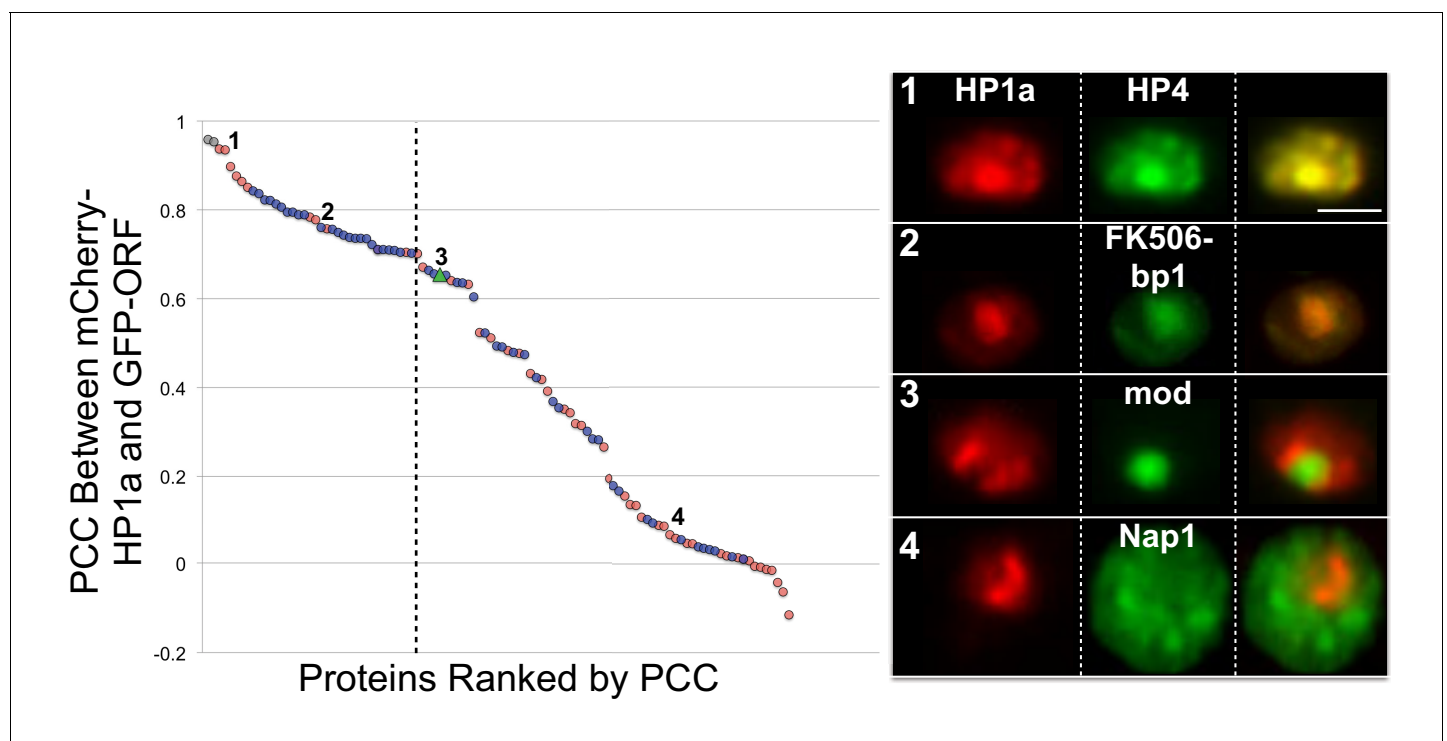 PCC Between mCherry-
HP1a and GFP-ORF
1
0.8
0.6
0.4
0.2
0
-0.2
1
2
3
4
Proteins Ranked by PCC
1 HP1a HP4
2 FK506-
bp1
3 mod
4 Nap1